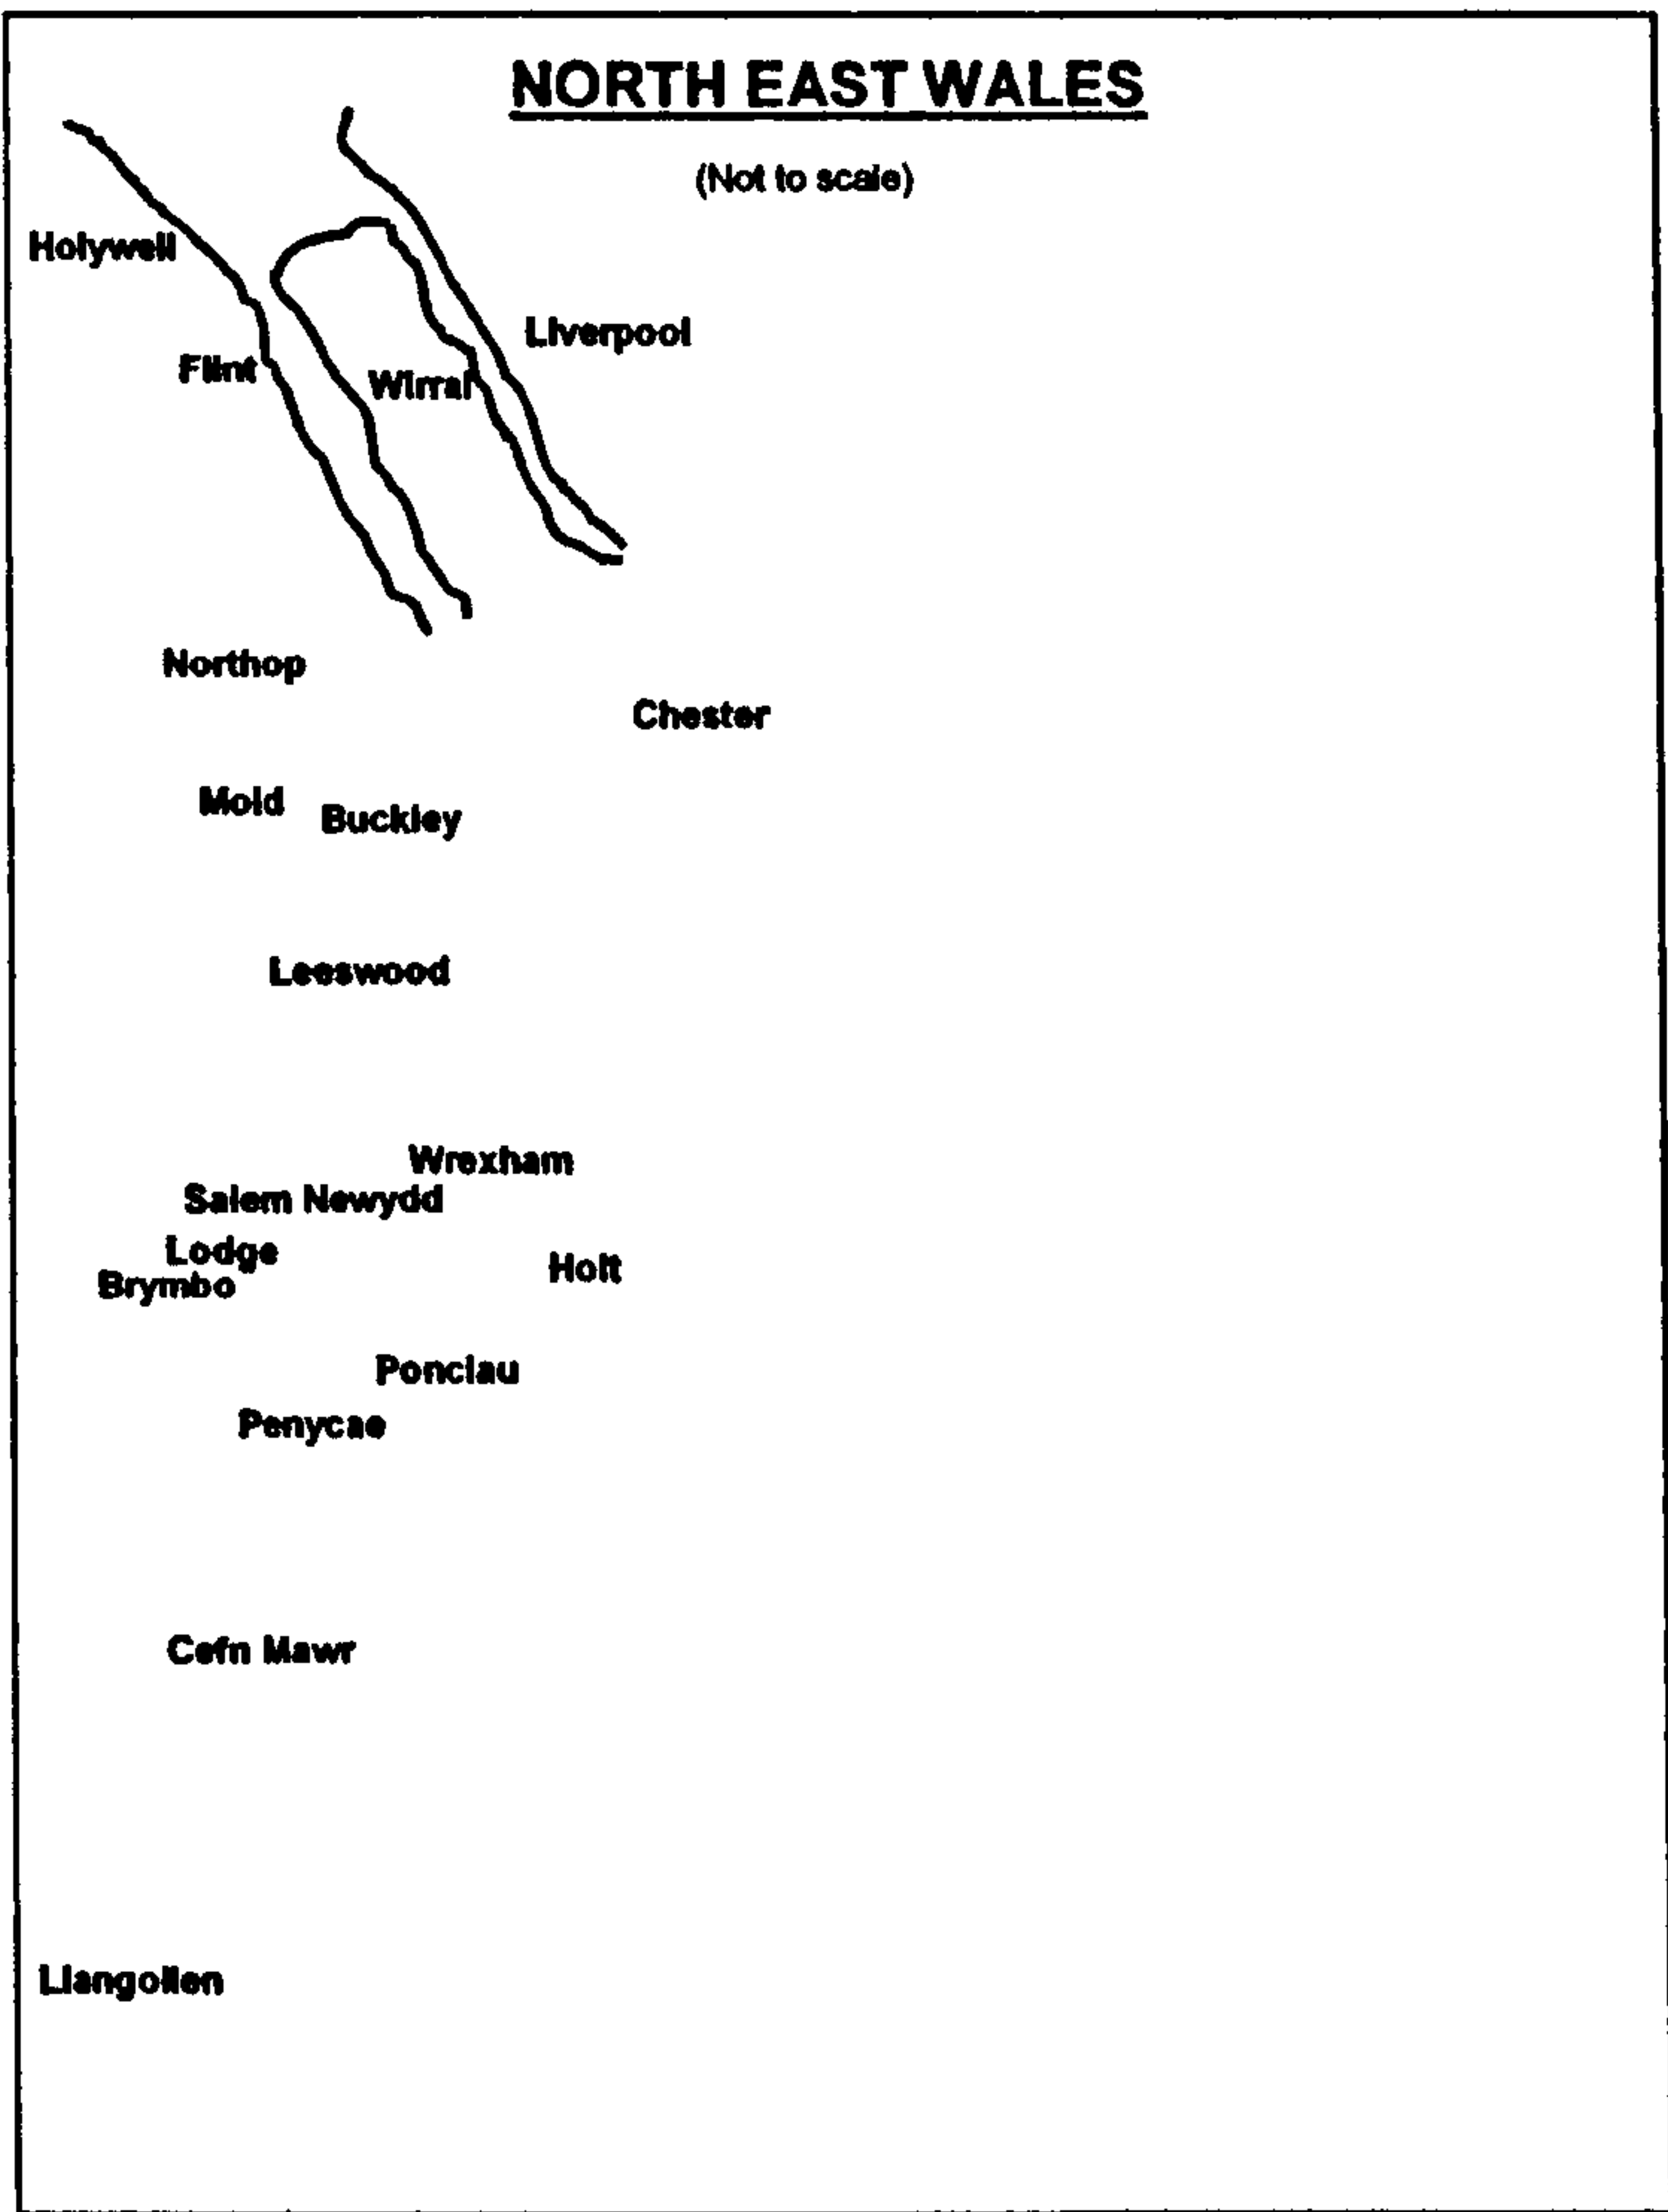 NORTH EAST WALES
(Not to scale)
Holywell
Liverpool
Flint
Wirral
Northop
Chester
Mold
Buckley
Leeswood
Wrexham
Salem Newydd
Lodge
Holt
Brymbo
Ponciau
Penycae
Cefn Mawr
Llangollen